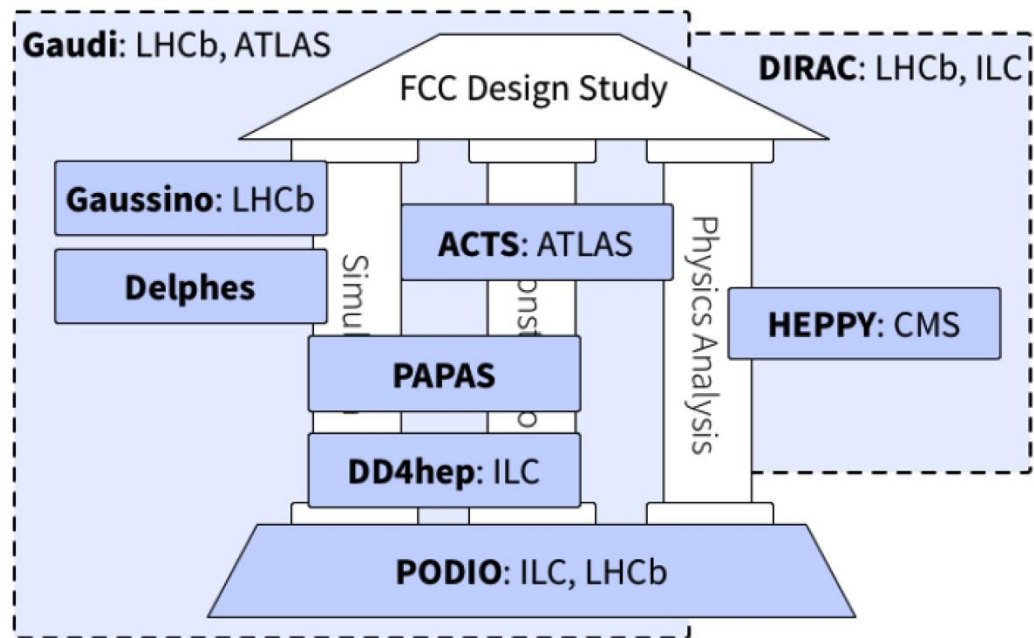 Gaudi: LHCb, ATLAS
DIRAC: LHCb, ILC
FCC Design Study
Gaussino: LHCb
Delphes
ACTS: ATLAS
Physics Analysis
HEPPY: CMS
PAPAS
DD4hep: ILC
PODIO: ILC, LHCb